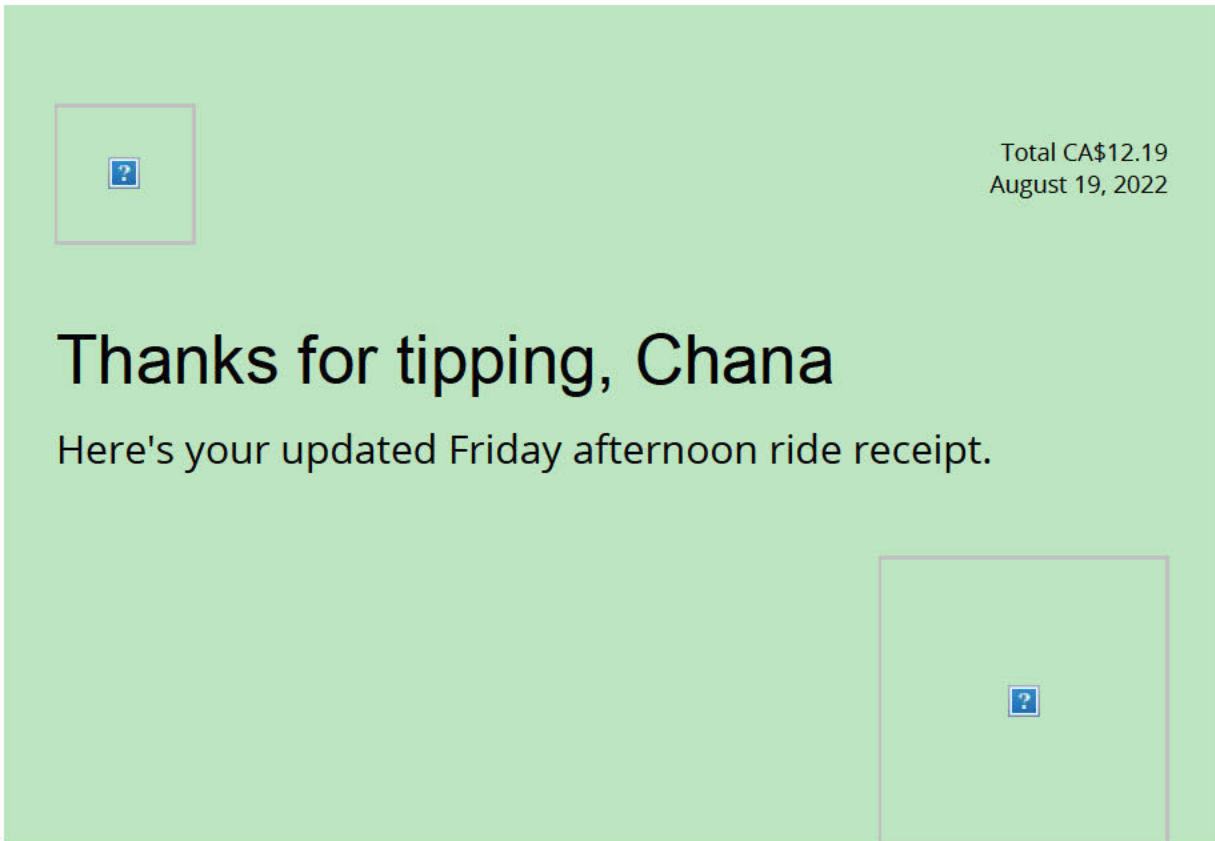 Total CA$12.19
August 19, 2022
Thanks for tipping, Chana
Here's your updated Friday afternoon ride receipt.